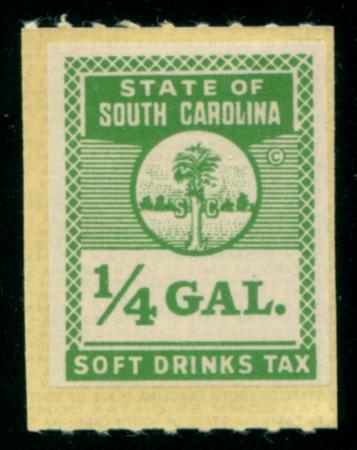 STATE OF
SOUTH CAROLINA
©
S C
1/4 GAL.
SOFT DRINKS TAX